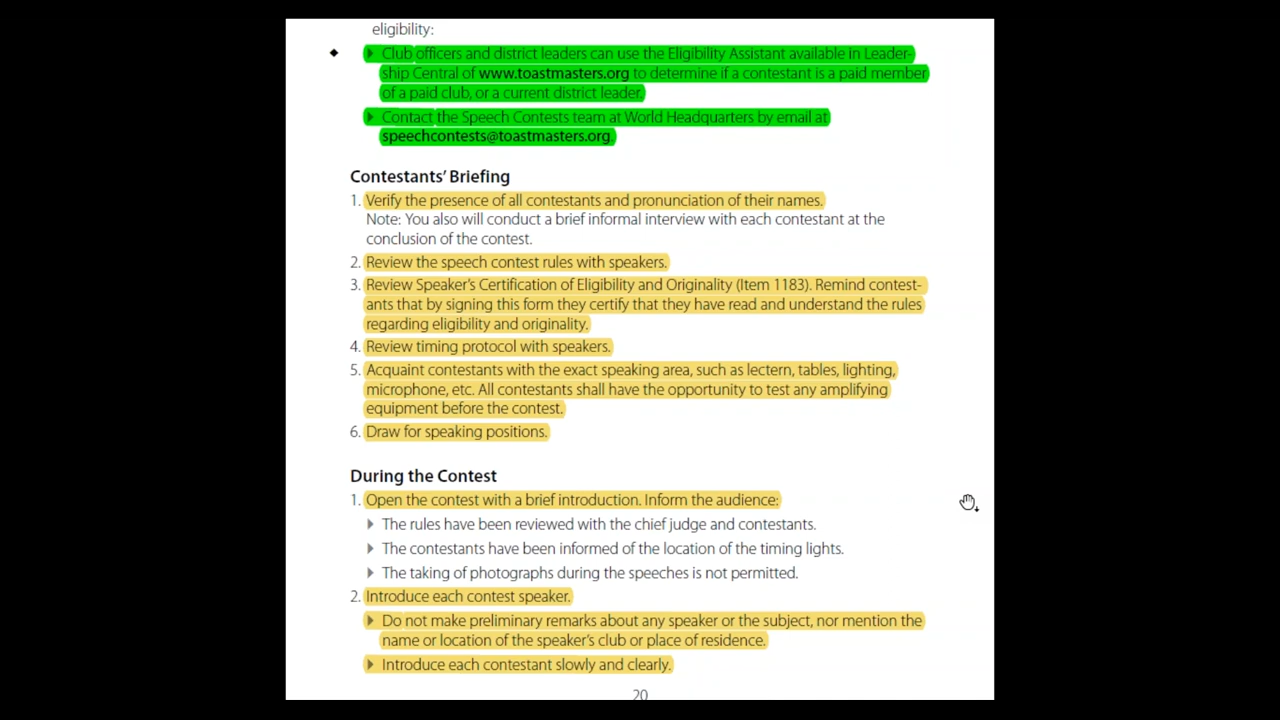 eligibility:
Club officers and district leaders can use the Eligibility Assistant available in Leader-
ship Central of www.toastmasters.org to determine if a contestant is a paid member
of a paid club, or a current district leader.
Contact the Speech Contests team at World Headquarters by email at
speechcontests@toastmasters.org
Contestants' Briefing
1. Verify the presence of all contestants and pronunciation of their names.
Note: You also will conduct a brief informal interview with each contestant at the
conclusion of the contest.
2. Review the speech contest rules with speakers.
3. Review Speaker's Certification of Eligibility and Originality (Item 1183). Remind contest-
ants that by signing this form they certify that they have read and understand the rules
regarding eligibility and originality.
4. Review timing protocol with speakers.
5. Acquaint contestants with the exact speaking area, such as lectern, tables, lighting,
microphone, etc. All contestants shall have the opportunity to test any amplifying
equipment before the contest.
6. Draw for speaking positions.
During the Contest
1. Open the contest with a brief introduction. Inform the audience:
The rules have been reviewed with the chief judge and contestants.
The contestants have been informed of the location of the timing lights.
The taking of photographs during the speeches is not permitted.
2. Introduce each contest speaker.
Do not make preliminary remarks about any speaker or the subject, nor mention the
name or location of the speaker's club or place of residence.
Introduce each contestant slowly and clearly.
20